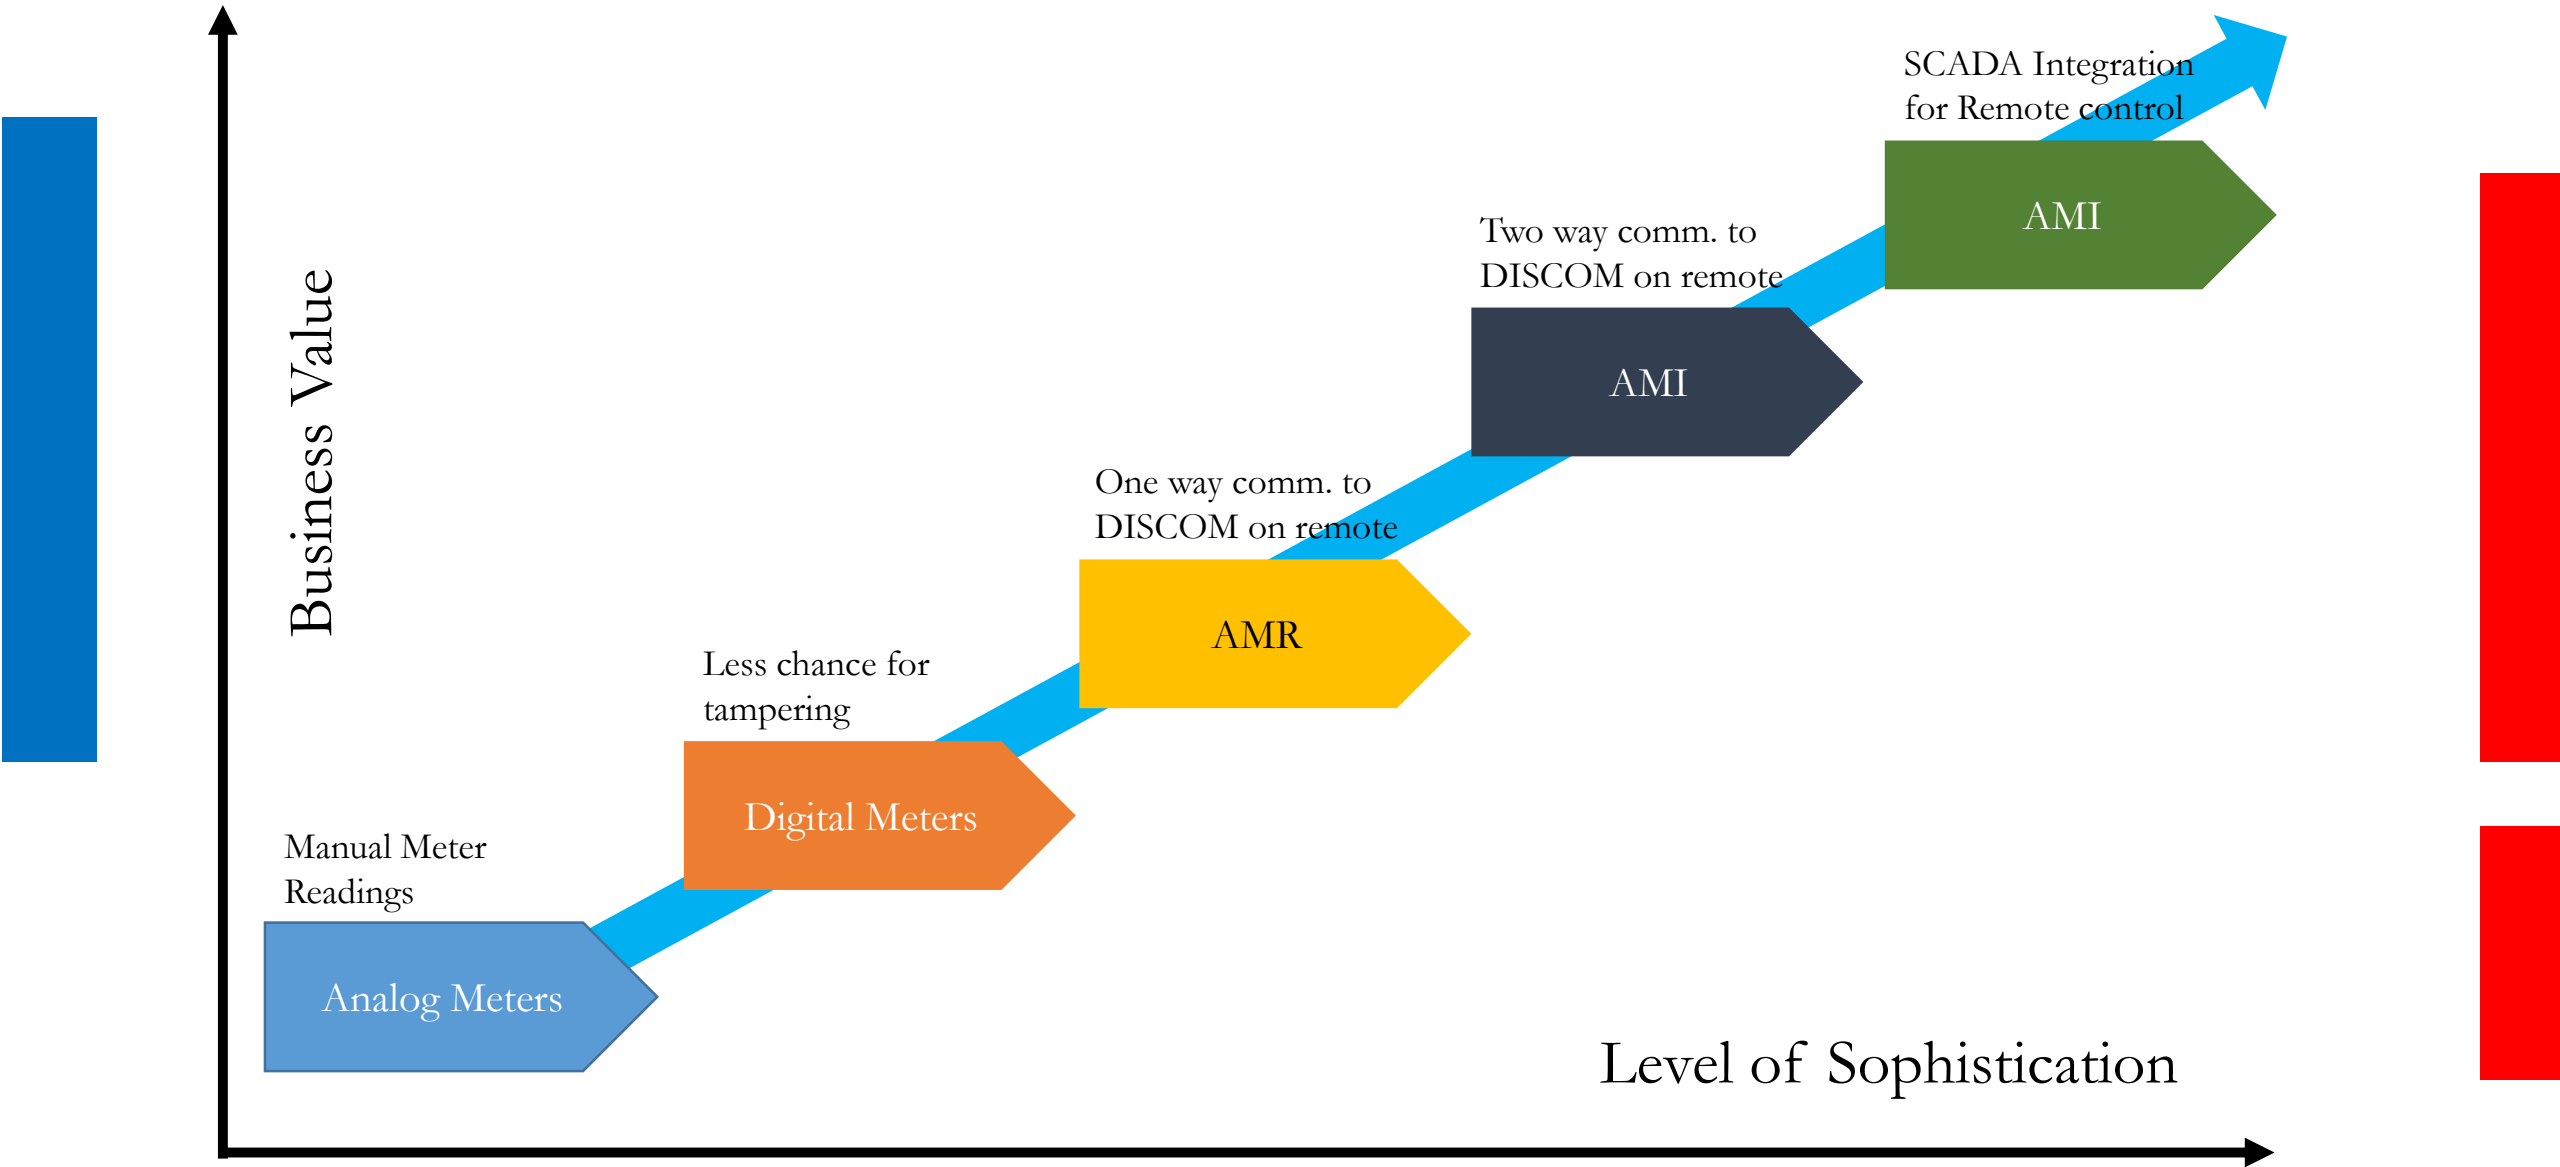 SCADA Integration
for Remote control
AMI
Two way comm. to
DISCOM on remote
AMI
Business Value
One way comm. to
DISCOM on remote
AMR
Less chance for
tampering
Digital Meters
Manual Meter
Readings
Analog Meters
Level of Sophistication